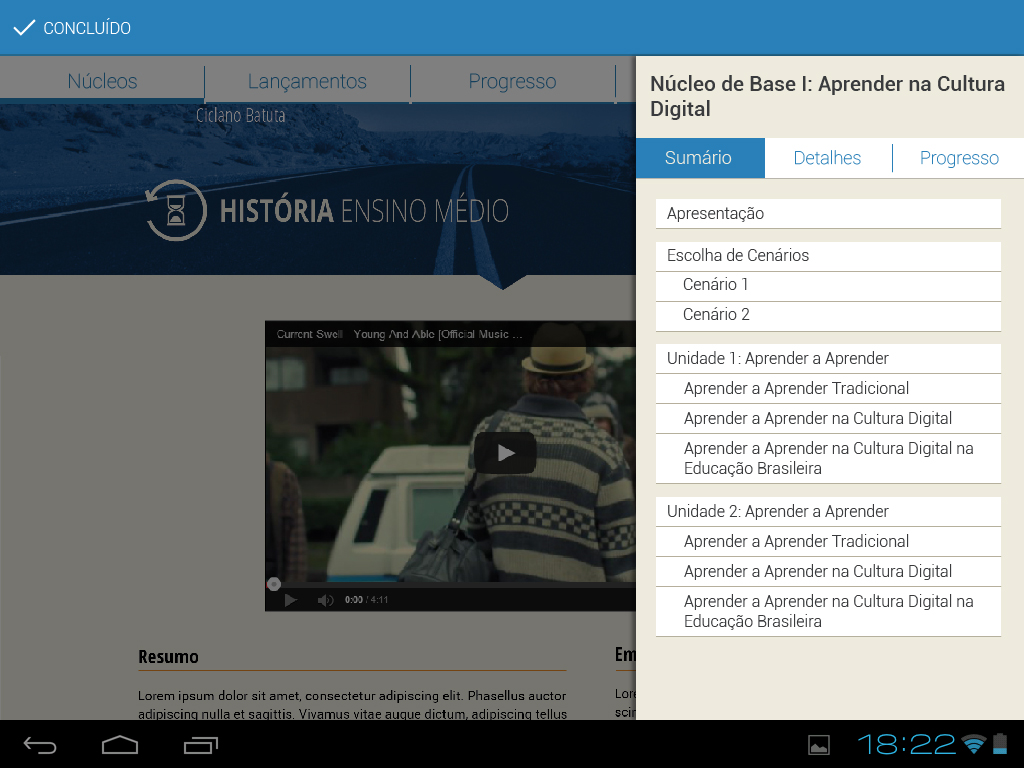 CONCLUÍDO
Núcleos
Lançamentos
Progresso
Ciclano Batuta
HISTÓRIA ENSINO MÉDIO
Current Swell Young And Able [Official Music ...
0:00 / 4:11
Resumo
Lorem ipsum dolor sit amet, consectetur adipiscing elit. Phasellus auctor
adipiscing nulla et sagittis. Vivamus vitae augue dictum, adipiscing tellus
Em
Lore
scin
Núcleo de Base I: Aprender na Cultura
Digital
Sumário
Detalhes
Progresso
Apresentação
Escolha de Cenários
Cenário 1
Cenário 2
Unidade 1: Aprender a Aprender
Aprender a Aprender Tradicional
Aprender a Aprender na Cultura Digital
Aprender a Aprender na Cultura Digital na
Educação Brasileira
Unidade 2: Aprender a Aprender
Aprender a Aprender Tradicional
Aprender a Aprender na Cultura Digital
Aprender a Aprender na Cultura Digital na
Educação Brasileira
18:22